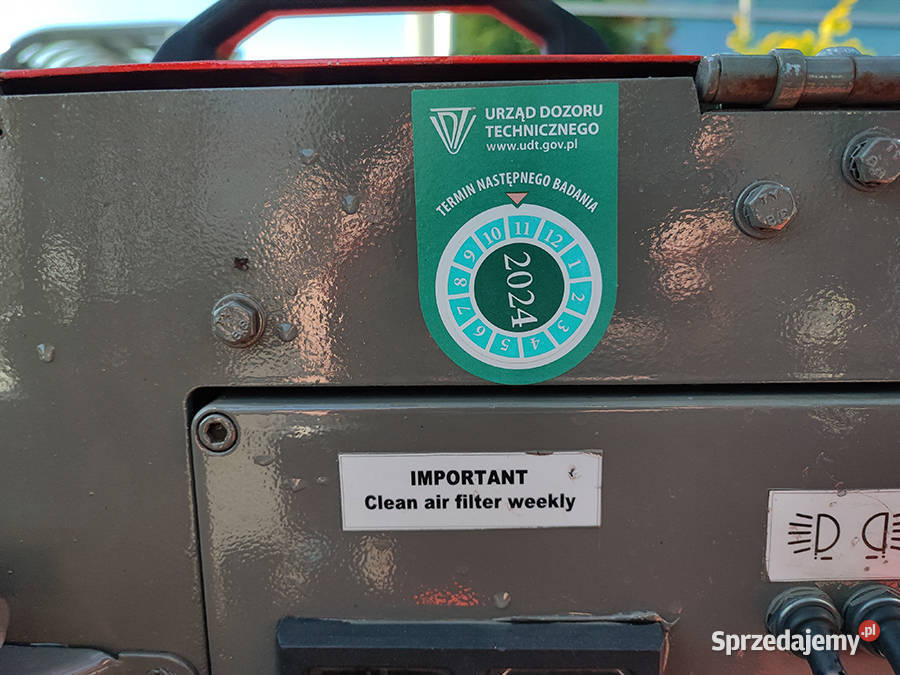 URZĄD DOZORU
TECHNICZNEGO
www.udt.gov.pl
TERMIN NASTĘPNEGO BADANIA
10 11 12 1 2 3 4 5 6 7 8 9
2024
IMPORTANT
Clean air filter weekly
Sprzedajemy.pl